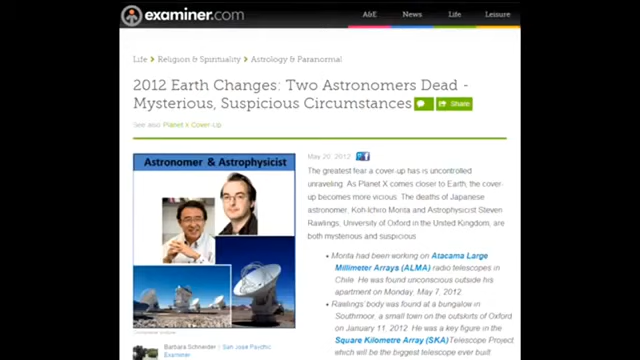 examiner.com
A&E News Life Leisure
Life > Religion & Spirituality > Astrology & Paranormal
2012 Earth Changes: Two Astronomers Dead -
Mysterious, Suspicious Circumstances
Share
See also Planet X Cover-Up
Astronomer & Astrophysicist
May 20, 2012
The greatest fear a cover-up has is uncontrolled
unraveling. As Planet X comes closer to Earth, the cover-
up becomes more vicious. The deaths of Japanese
astronomer, Koh-Ichiro Morita and Astrophysicist Steven
Rawlings, University of Oxford in the United Kingdom, are
both mysterious and suspicious
• Morita had been working on Atacama Large
Millimeter Arrays (ALMA) radio telescopes in
Chile. He was found unconscious outside his
apartment on Monday, May 7, 2012.
• Rawlings' body was found at a bungalow in
Southmoor, a small town on the outskirts of Oxford
on January 11, 2012. He was a key figure in the
Square Kilometre Array (SKA)Telescope Project
which will be the biggest telescope ever built
Barbara Schneider / San Jose Psychic
Examiner